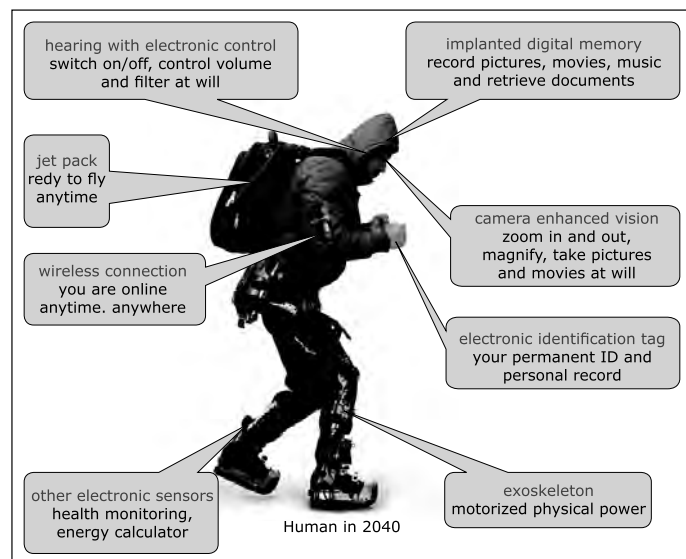 hearing with electronic control
switch on/off, control volume
and filter at will
implanted digital memory
record pictures, movies, music
and retrieve documents
jet pack
redy to fly
anytime
camera enhanced vision
zoom in and out,
magnify, take pictures
and movies at will
wireless connection
you are online
anytime. anywhere
electronic identification tag
your permanent ID and
personal record
other electronic sensors
health monitoring,
energy calculator
exoskeleton
motorized physical power
Human in 2040